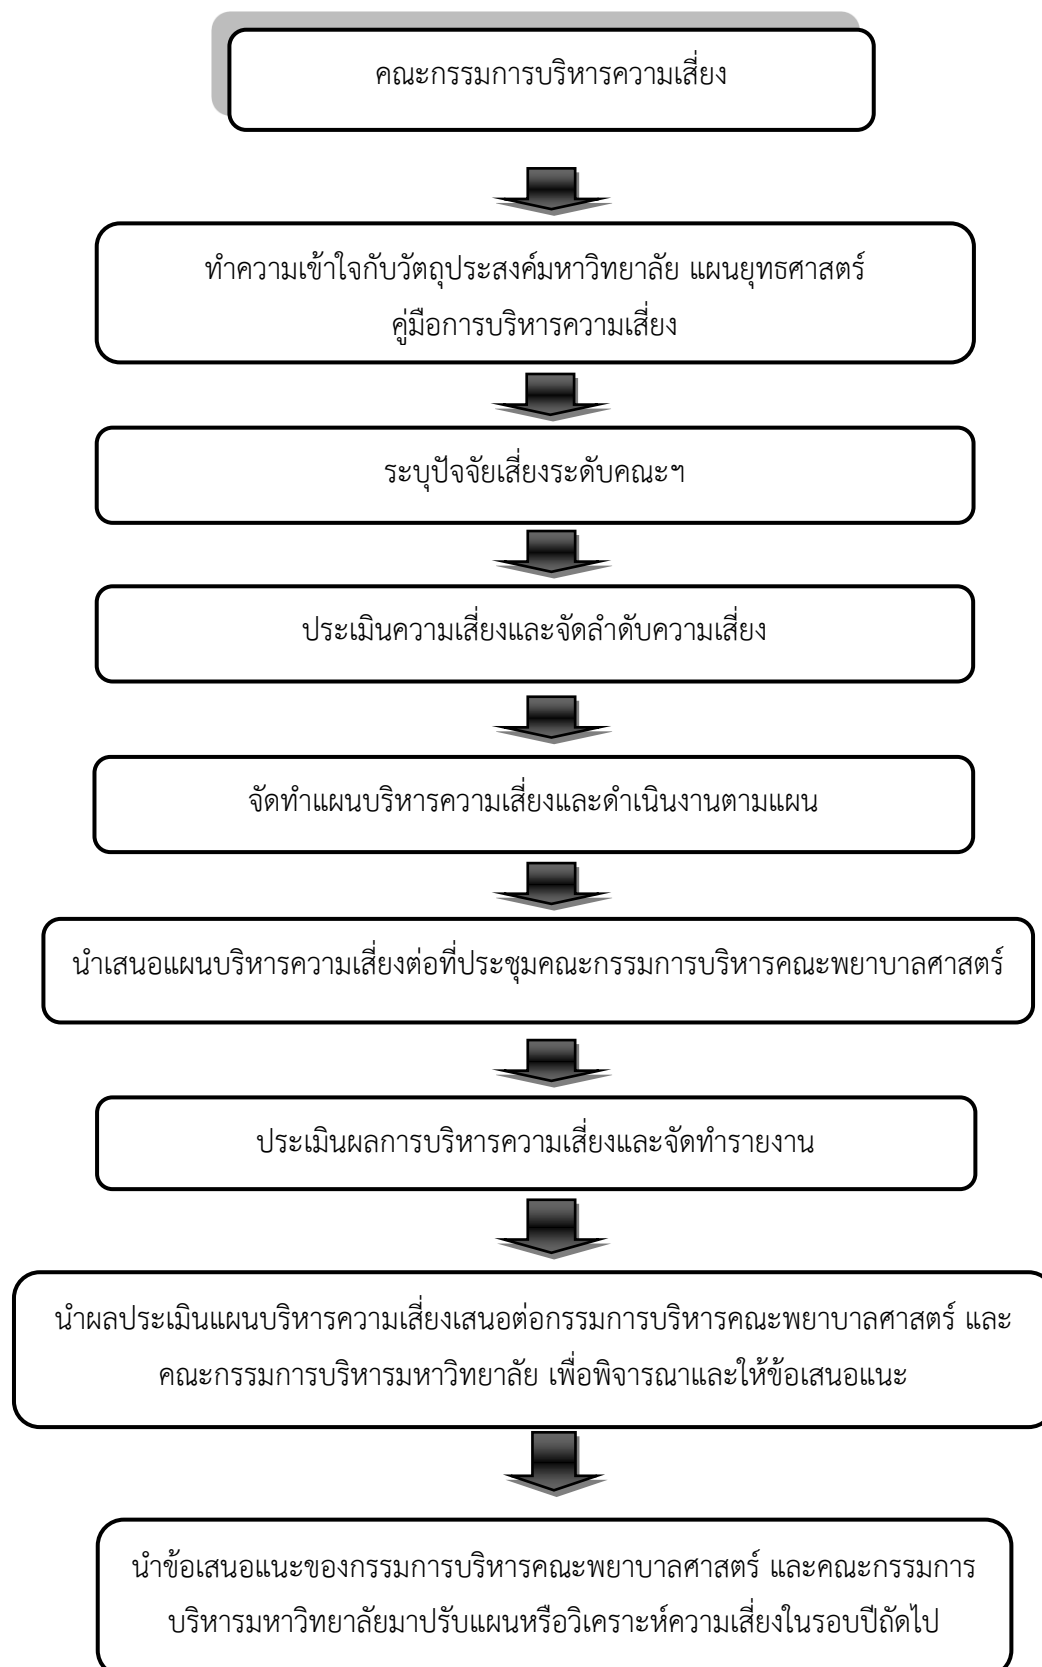 คณะกรรมการบริหารความเสี่ยง
ทำความเข้าใจกับวัตถุประสงค์มหาวิทยาลัย แผนยุทธศาสตร์
คู่มือการบริหารความเสี่ยง
ระบุปัจจัยเสี่ยงระดับคณะฯ
ประเมินความเสี่ยงและจัดลำดับความเสี่ยง
จัดทำแผนบริหารความเสี่ยงและดำเนินงานตามแผน
นำเสนอแผนบริหารความเสี่ยงต่อที่ประชุมคณะกรรมการบริหารคณะพยาบาลศาสตร์
ประเมินผลการบริหารความเสี่ยงและจัดทำรายงาน
นำผลประเมินแผนบริหารความเสี่ยงเสนอต่อกรรมการบริหารคณะพยาบาลศาสตร์ และ
คณะกรรมการบริหารมหาวิทยาลัย เพื่อพิจารณาและให้ข้อเสนอแนะ
นำข้อเสนอแนะของกรรมการบริหารคณะพยาบาลศาสตร์ และคณะกรรมการ
บริหารมหาวิทยาลัยมาปรับแผนหรือวิเคราะห์ความเสี่ยงในรอบปีถัดไป